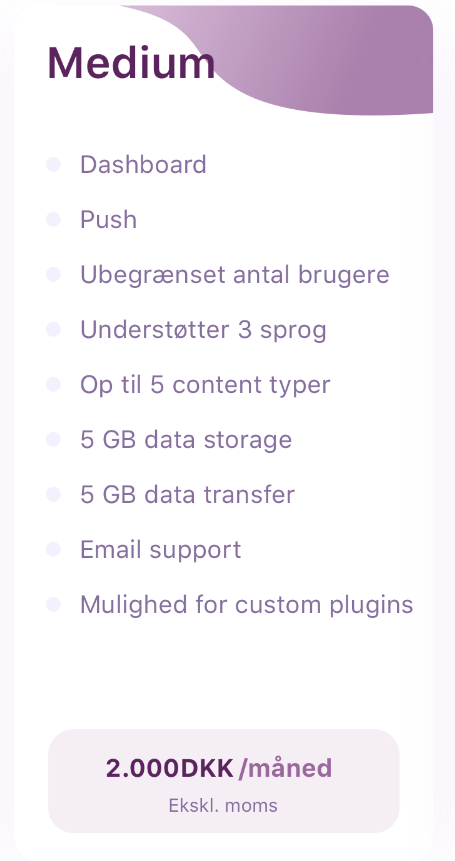 Medium
Dashboard
Push
Ubegrænset antal brugere
Understøtter 3 sprog
Op til 5 content typer
5 GB data storage
5 GB data transfer
Email support
Mulighed for custom plugins
2.000DKK/måned
Ekskl. moms